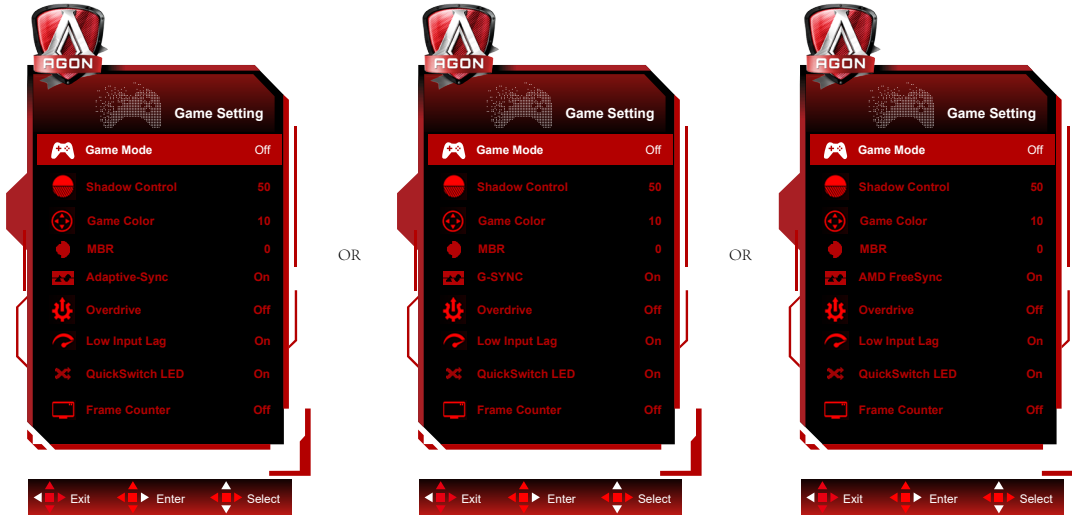 AGON
Game Setting
Game Mode Off
Shadow Control 50
Game Color 10
MBR 0
Adaptive-Sync On
Overdrive Off
Low Input Lag On
QuickSwitch LED On
Frame Counter Off
Exit Enter Select
OR
AGON
Game Setting
Game Mode Off
Shadow Control 50
Game Color 10
MBR 0
G-SYNC On
Overdrive Off
Low Input Lag On
QuickSwitch LED On
Frame Counter Off
Exit Enter Select
OR
AGON
Game Setting
Game Mode Off
Shadow Control 50
Game Color 10
MBR 0
AMD FreeSync On
Overdrive Off
Low Input Lag On
QuickSwitch LED On
Frame Counter Off
Exit Enter Select